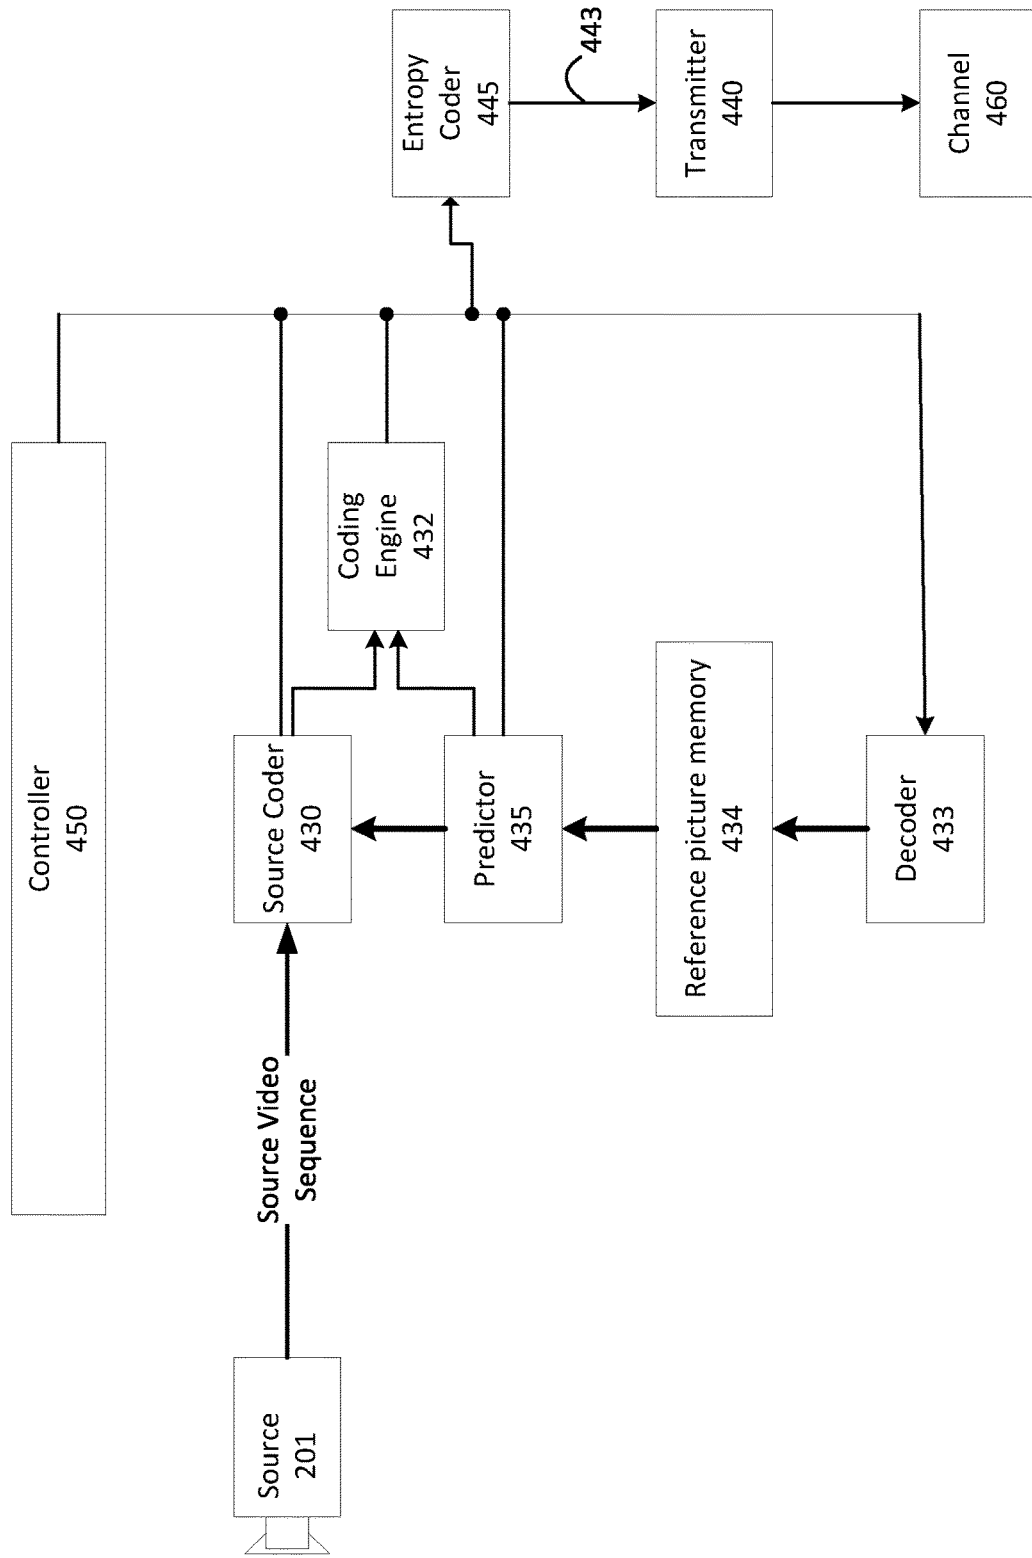 Controller
450
Source
201
Source Video
Sequence
Source Coder
430
Coding
Engine
432
Predictor
435
Reference picture memory
434
Decoder
433
Entropy
Coder
445
443
Transmitter
440
Channel
460